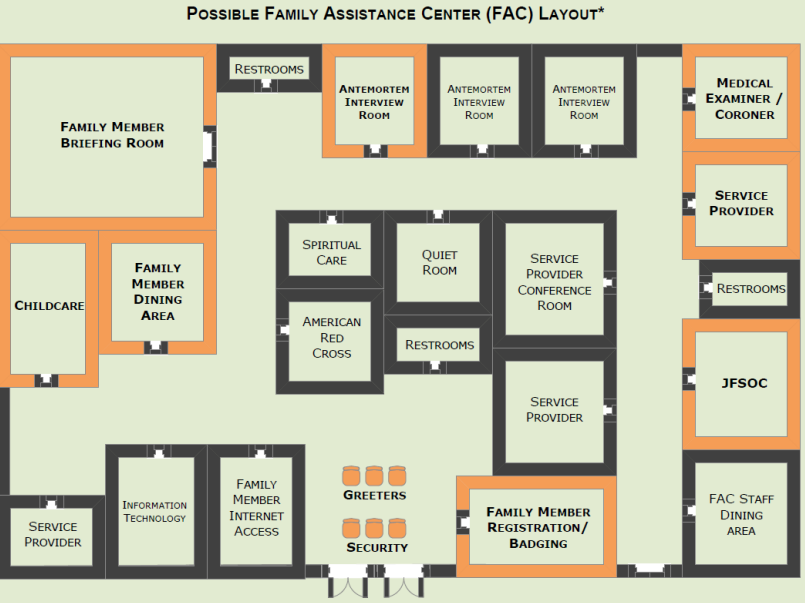 POSSIBLE FAMILY ASSISTANCE CENTER (FAC) LAYOUT*
RESTROOMS
FAMILY MEMBER
BRIEFING ROOM
ANTEMORTEM
INTERVIEW
ROOM
ANTEMORTEM
INTERVIEW
ROOM
ANTEMORTEM
INTERVIEW
ROOM
MEDICAL
EXAMINER /
CORONER
SERVICE
PROVIDER
SPIRITUAL
CARE
QUIET
ROOM
SERVICE
PROVIDER
CONFERENCE
ROOM
RESTROOMS
CHILDCARE
FAMILY
MEMBER
DINING
AREA
AMERICAN
RED
CROSS
RESTROOMS
JFSOC
SERVICE
PROVIDER
SERVICE
PROVIDER
INFORMATION
TECHNOLOGY
FAMILY
MEMBER
INTERNET
ACCESS
GREETERS
SECURITY
FAMILY MEMBER
REGISTRATION/
BADGING
FAC STAFF
DINING
AREA